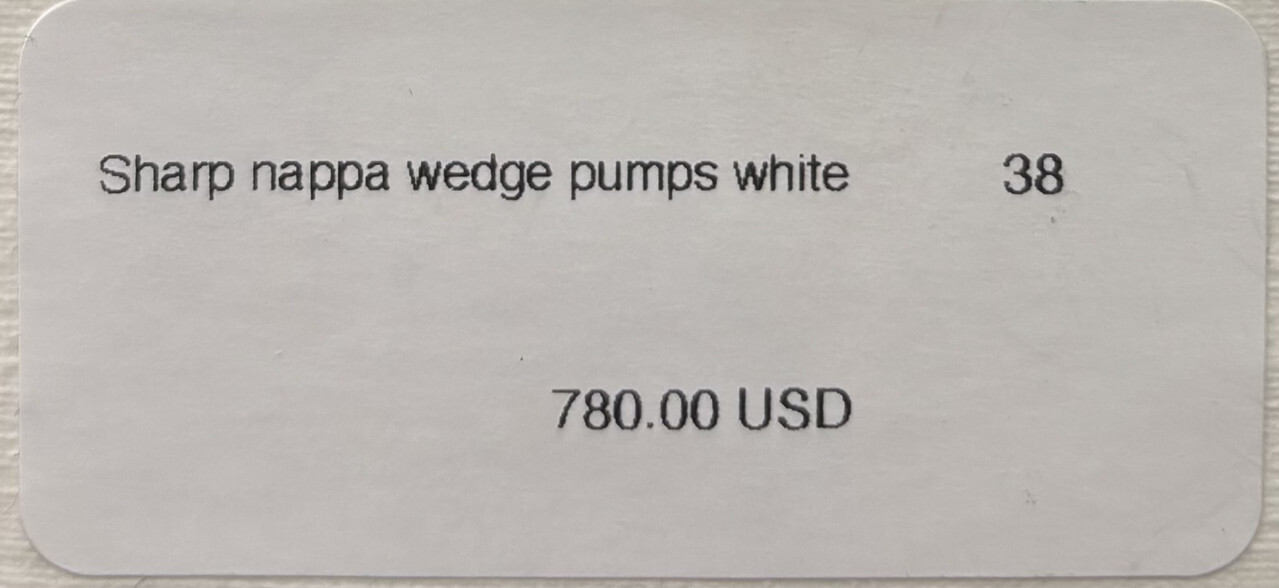 Sharp nappa wedge pumps white 38
780.00 USD